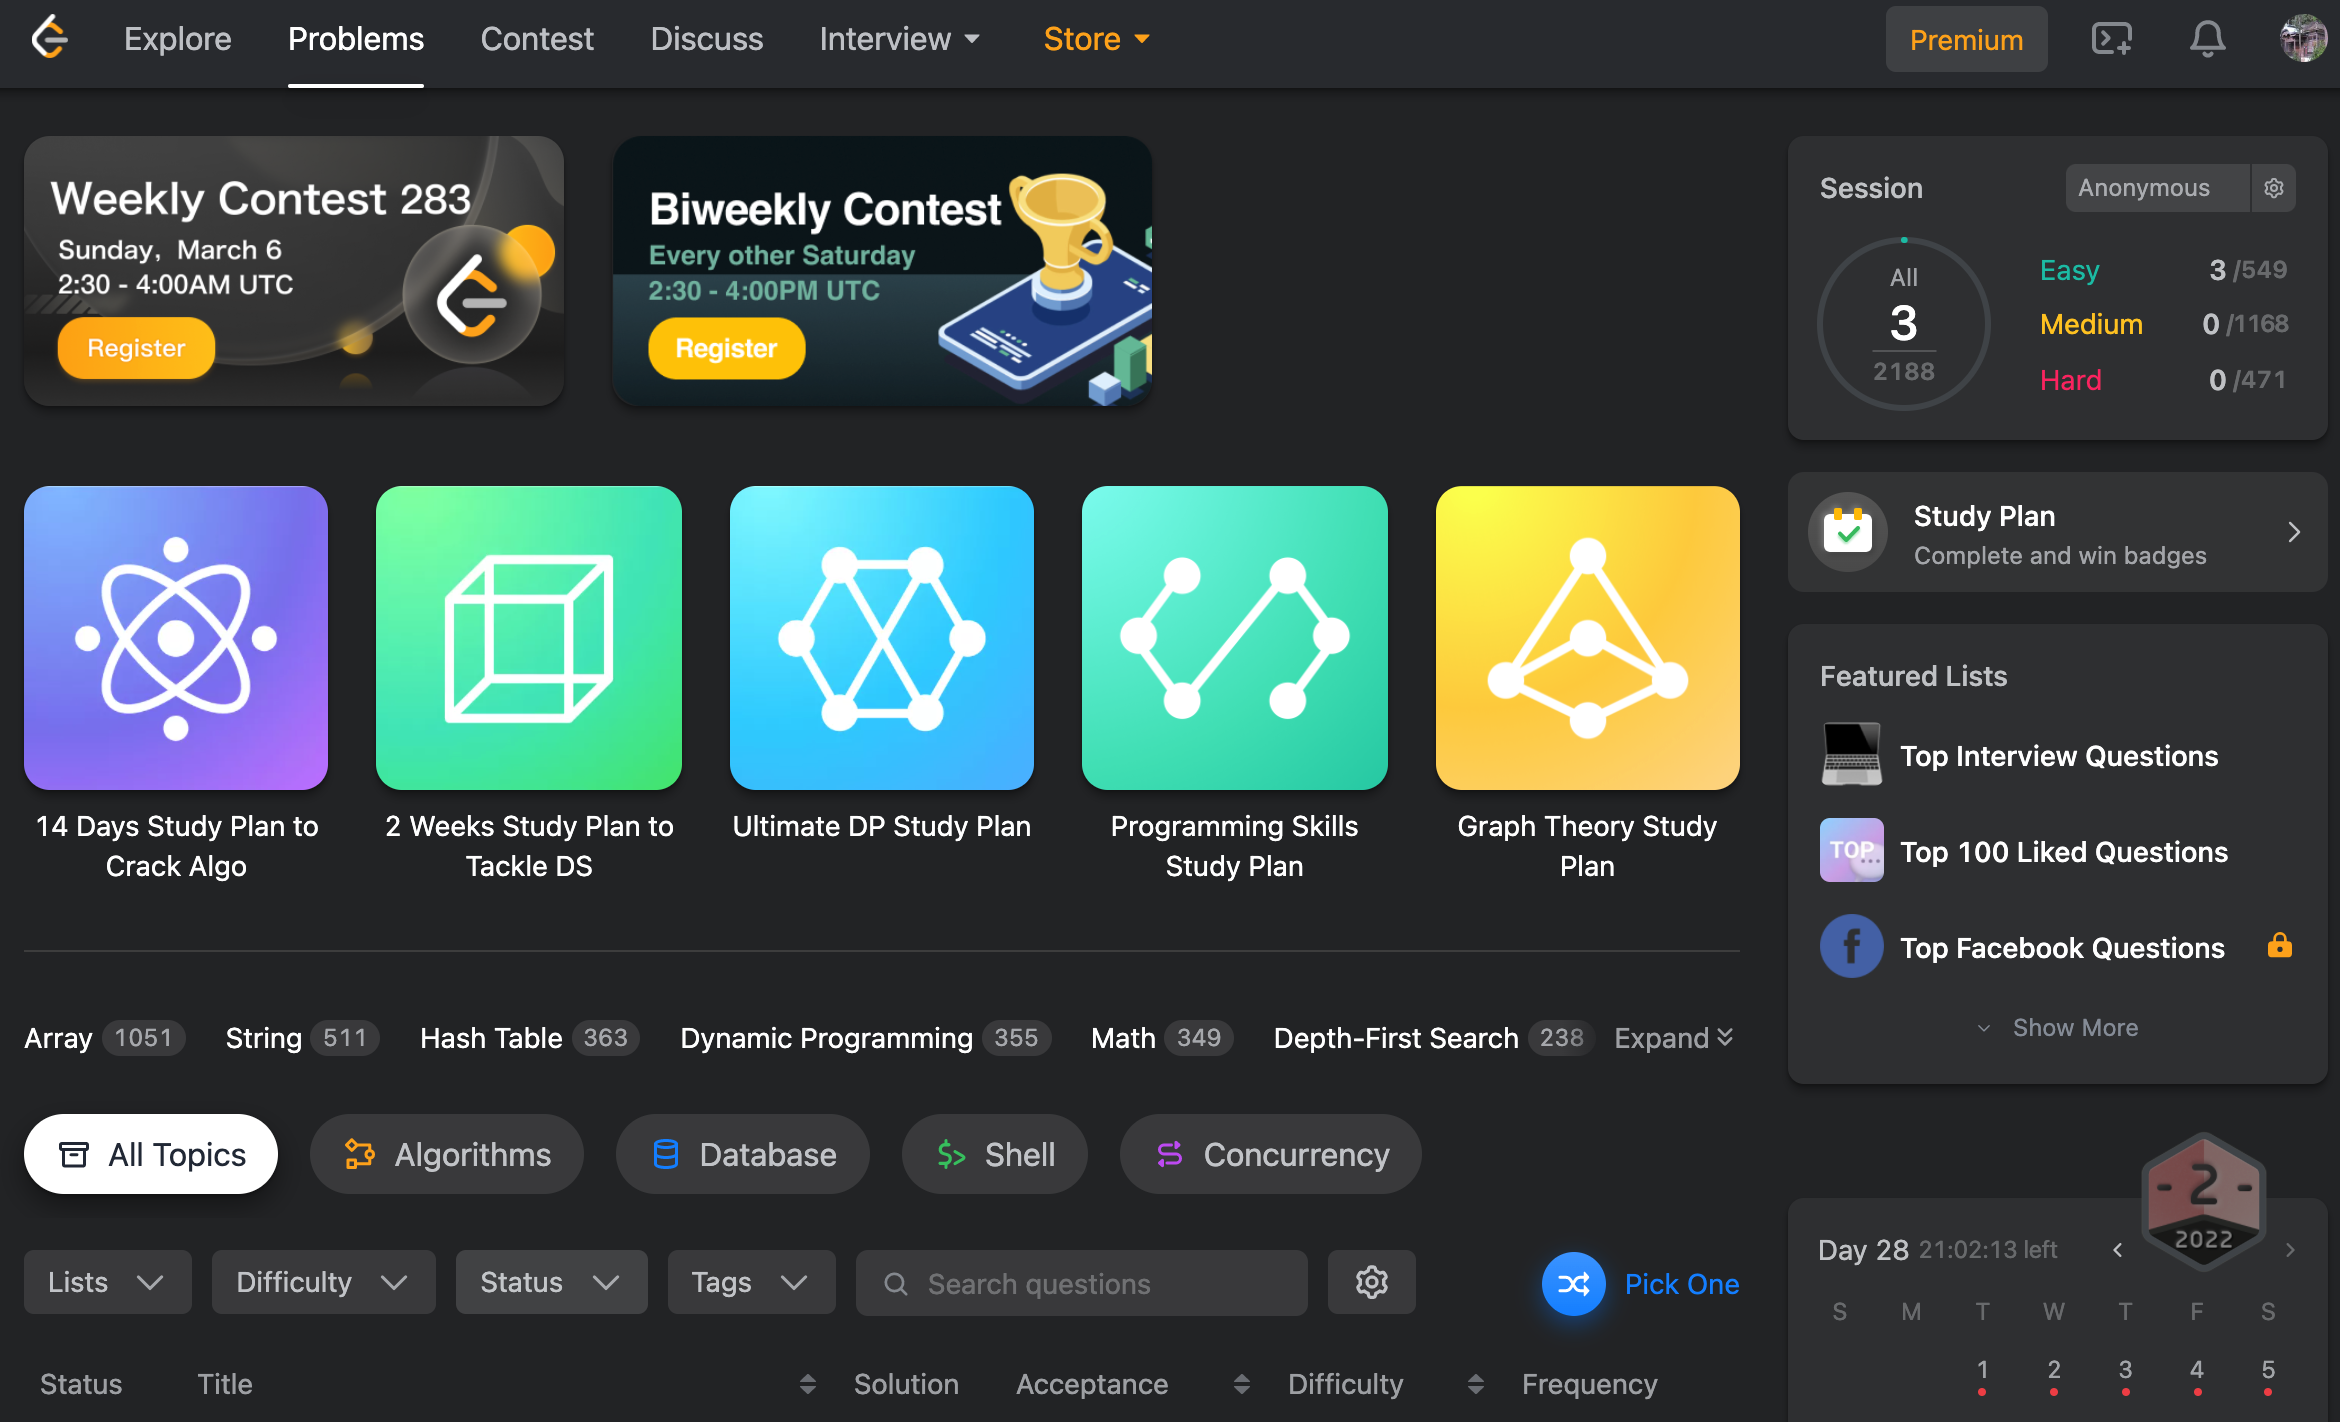 Explore Problems Contest Discuss Interview Store Premium
Weekly Contest 283
Sunday, March 6
2:30 - 4:00AM UTC
Register
Biweekly Contest
Every other Saturday
2:30 - 4:00PM UTC
Register
14 Days Study Plan to
Crack Algo
2 Weeks Study Plan to
Tackle DS
Ultimate DP Study Plan
Programming Skills
Study Plan
Graph Theory Study
Plan
Array 1051 String 511 Hash Table 363 Dynamic Programming 355 Math 349 Depth-First Search 238 Expand
All Topics Algorithms $> Shell Database Concurrency
Lists Difficulty Status Tags Search questions Pick One
Status Title Solution Acceptance Difficulty Frequency
Session Anonymous
All
3
2188
Easy 3 /549
Medium 0 /1168
Hard 0 /471
Study Plan
Complete and win badges
Featured Lists
Top Interview Questions
TOP
Top 100 Liked Questions
f
Top Facebook Questions
Show More
- 2 -
2022
Day 28 21:02:13 left
S M T W T F S
1 2 3 4 5